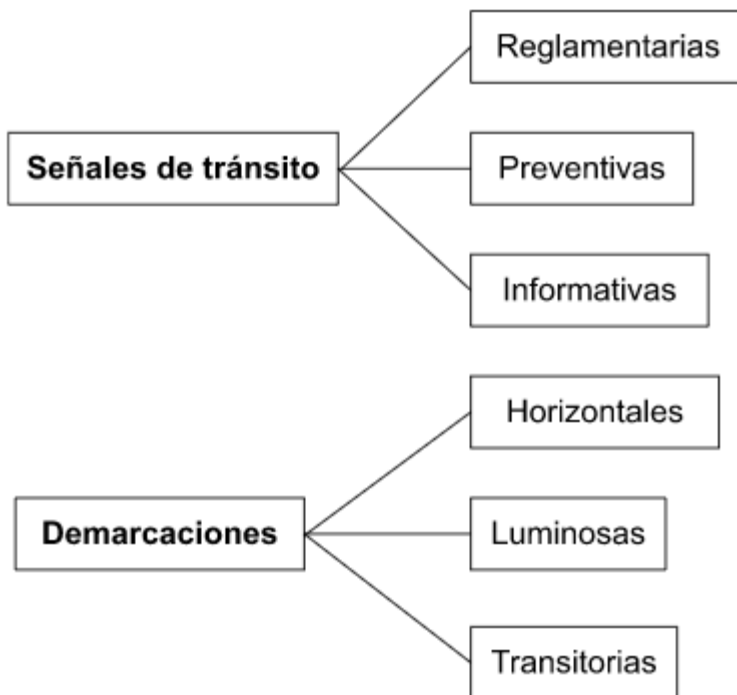 Reglamentarias
Señales de tránsito
Preventivas
Informativas
Horizontales
Demarcaciones
Luminosas
Transitorias